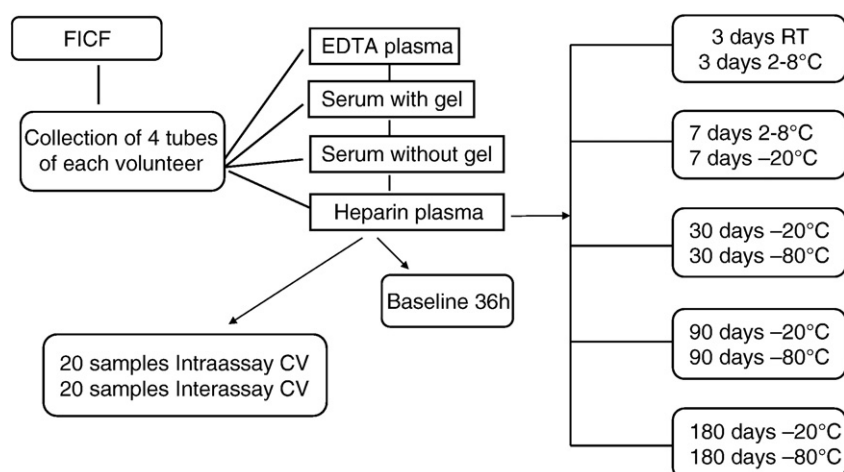 FICF
Collection of 4 tubes
of each volunteer
EDTA plasma
Serum with gel
Serum without gel
Heparin plasma
Baseline 36h
20 samples Intraassay CV
20 samples Interassay CV
3 days RT
3 days 2-8°C
7 days 2-8°C
7 days –20°C
30 days –20°C
30 days –80°C
90 days –20°C
90 days –80°C
180 days –20°C
180 days –80°C